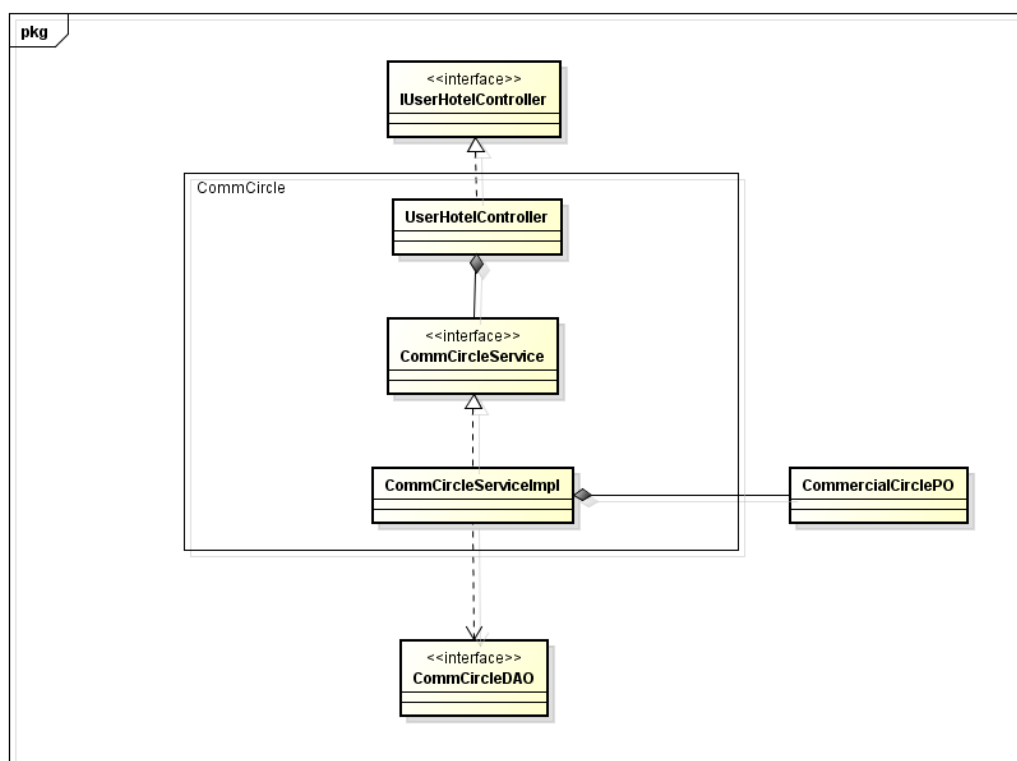 pkg
<<interface>>
IUserHotelController
CommCircle
UserHotelController
<<interface>>
CommCircleService
CommCircleServiceImpl
CommercialCirclePO
<<interface>>
CommCircleDAO